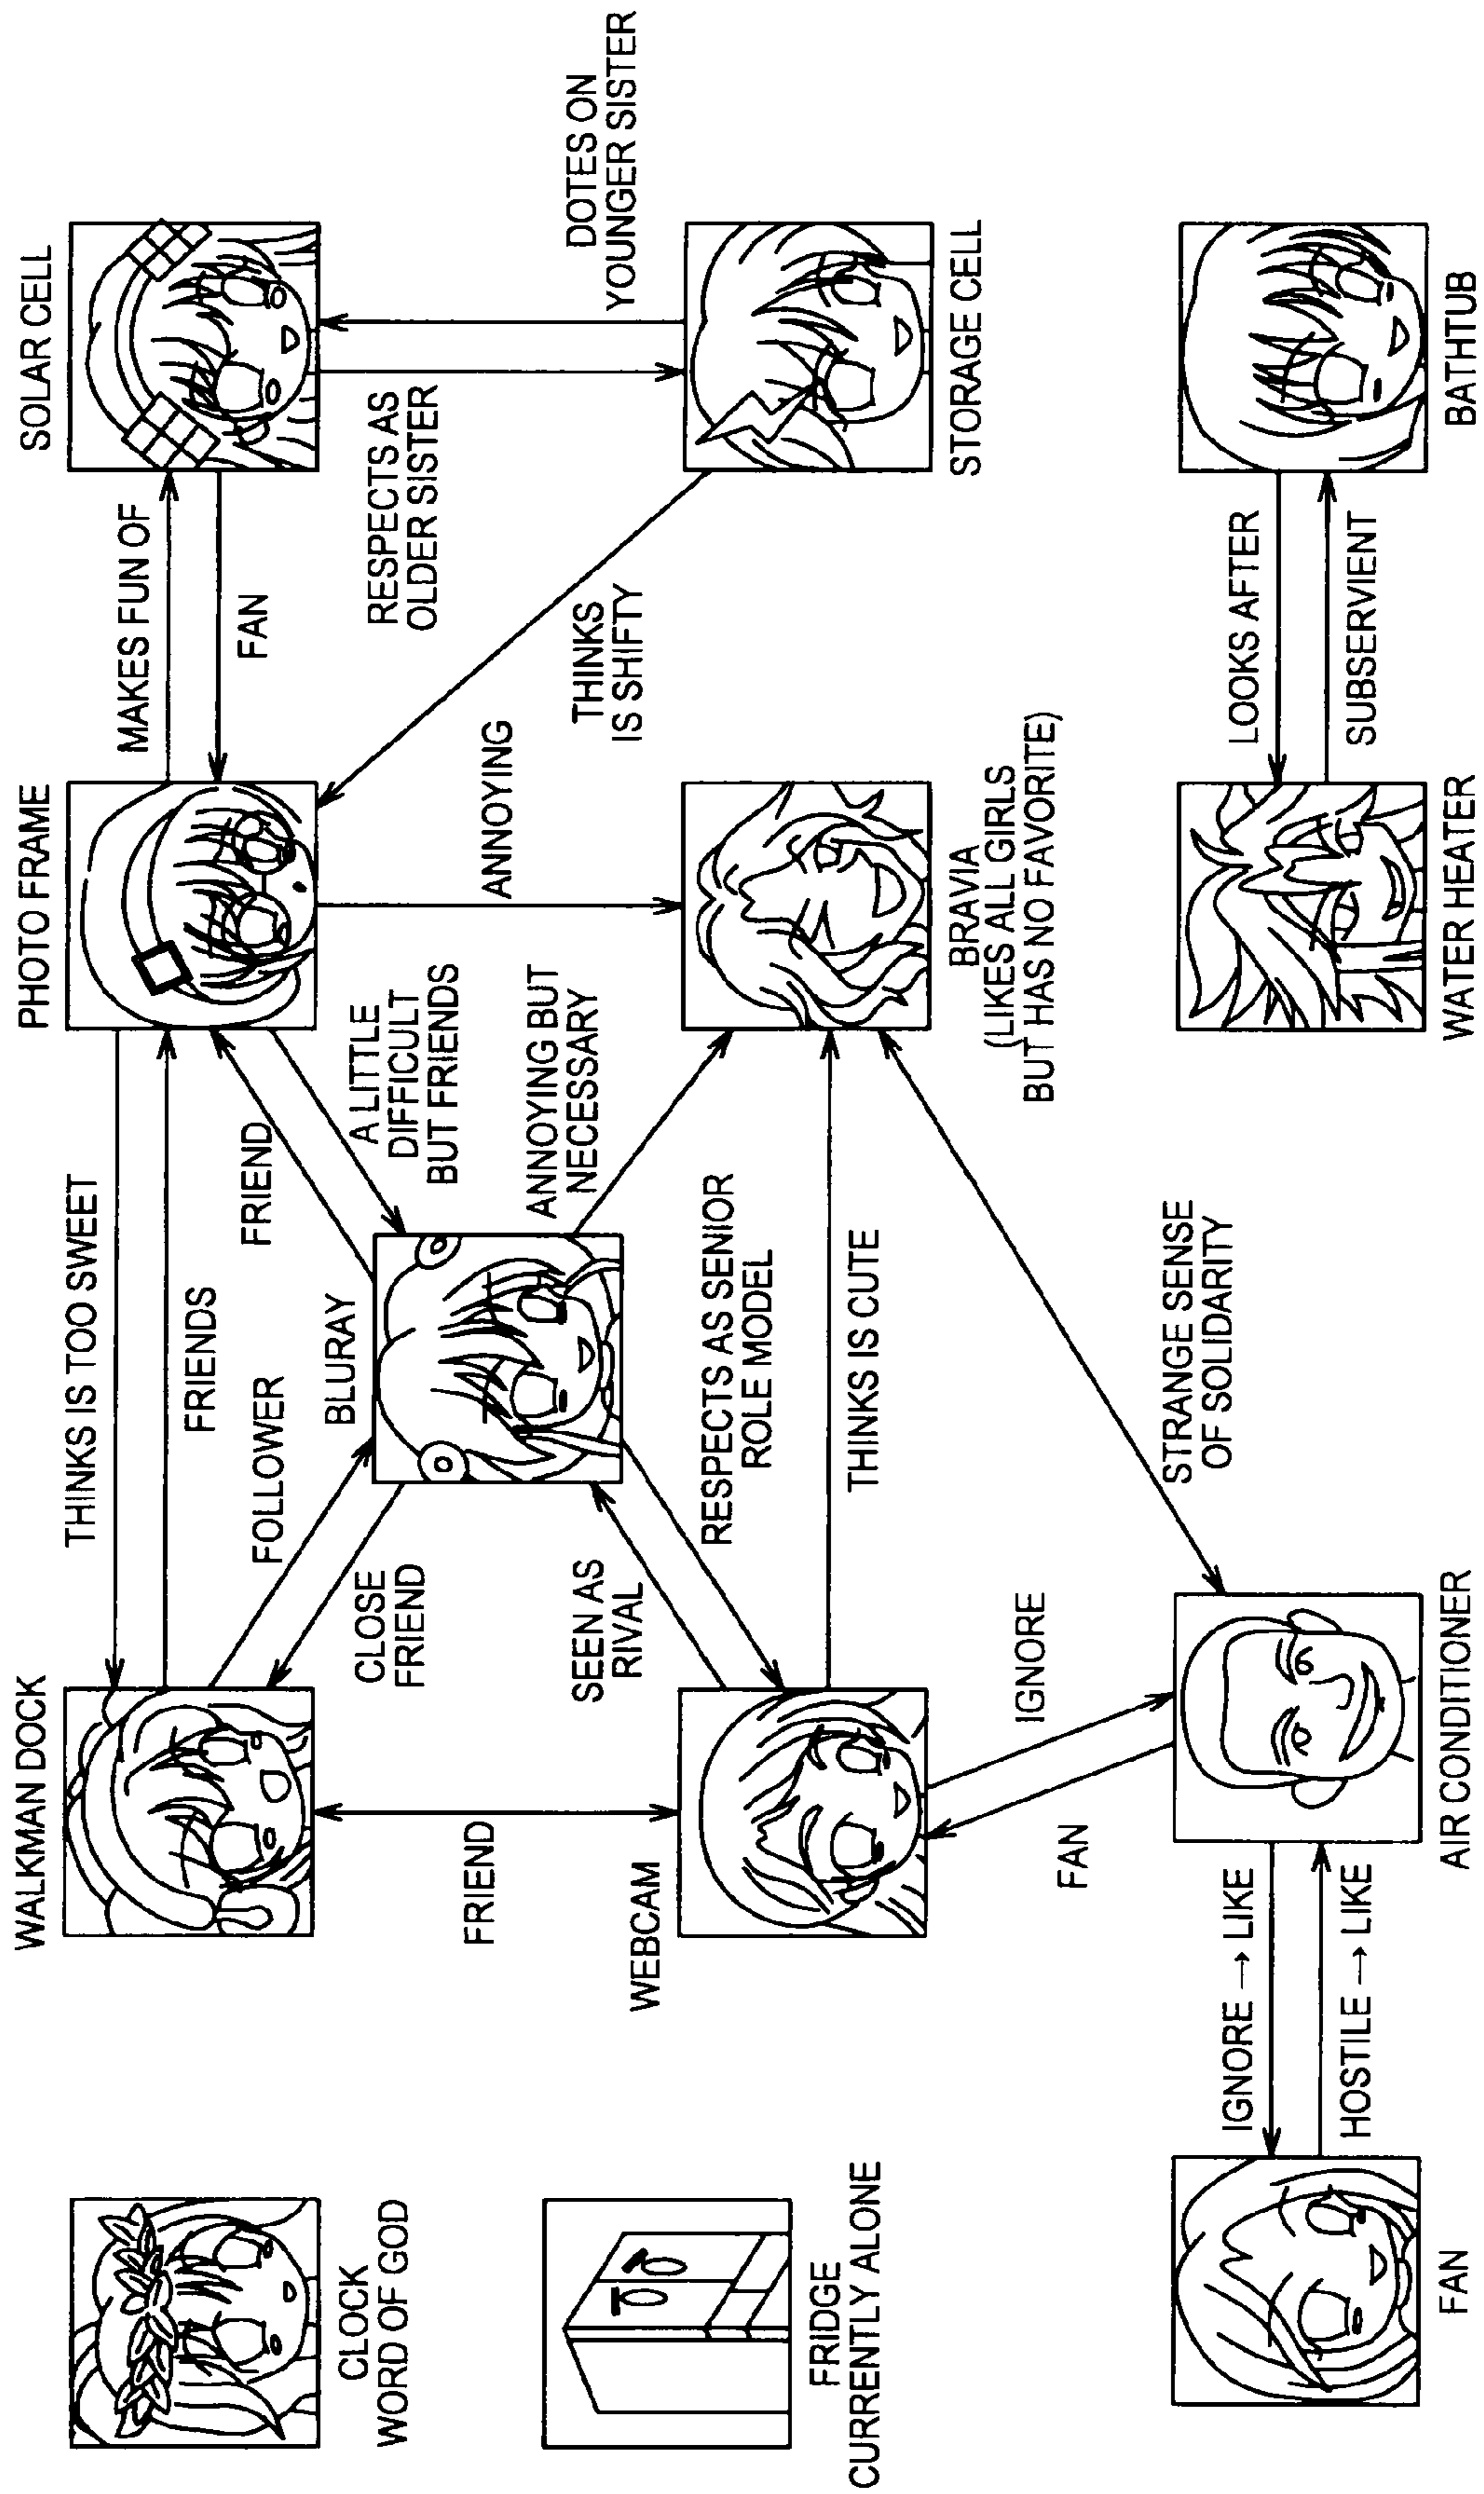 CLOCK
WORD OF GOD
WALKMAN DOCK
THINKS IS TOO SWEET
FRIENDS
PHOTO FRAME
MAKES FUN OF
FAN
SOLAR CELL
FOLLOWER
CLOSE
FRIEND
BLURAY
FRIEND
A LITTLE
DIFFICULT
BUT FRIENDS
RESPECTS AS
OLDER SISTER
DOTES ON
YOUNGER SISTER
FRIEND
SEEN AS
RIVAL
ANNOYING BUT
NECESSARY
ANNOYING
THINKS
IS SHIFTY
WEBCAM
RESPECTS AS SENIOR
ROLE MODEL
THINKS IS CUTE
TO
TO
FRIDGE
CURRENTLY ALONE
BRAVIA
(LIKES ALL GIRLS
BUT HAS NO FAVORITE)
STORAGE CELL
FAN
IGNORE
STRANGE SENSE
OF SOLIDARITY
IGNORE → LIKE
HOSTILE → LIKE
LOOKS AFTER
SUBSERVIENT
FAN
AIR CONDITIONER
WATER HEATER
BATHTUB